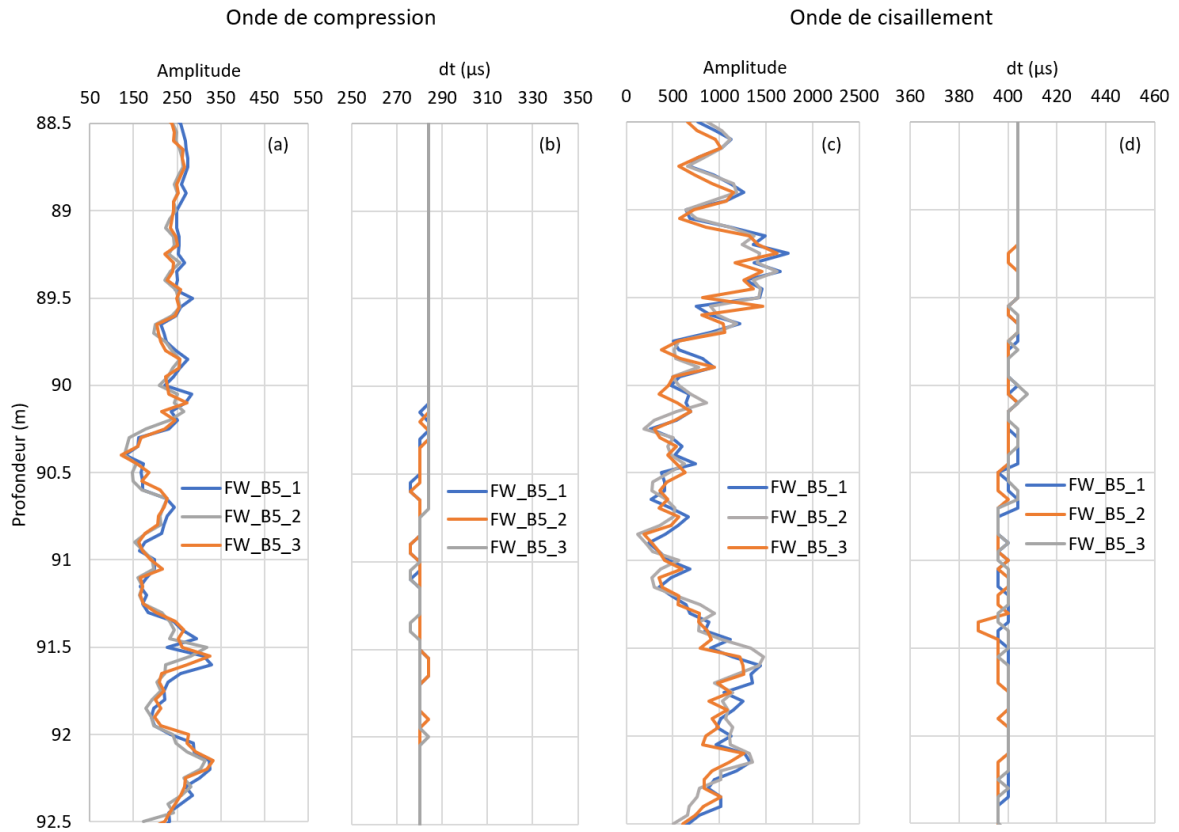 Onde de compression Onde de cisaillement
Amplitude dt (µs) Amplitude dt (µs)
50 150 250 350 450 550 250 270 290 310 330 350 0 500 1000 1500 2000 2500 360 380 400 420 440 460
88.5
(a) (b) (c) (d)
89
89.5
90
Profondeur (m)
90.5
FW_B5_1 FW_B5_1 FW_B5_1 FW_B5_1
FW_B5_2 FW_B5_2 FW_B5_2 FW_B5_2
FW_B5_3 FW_B5_3 FW_B5_3 FW_B5_3
91
91.5
92
92.5